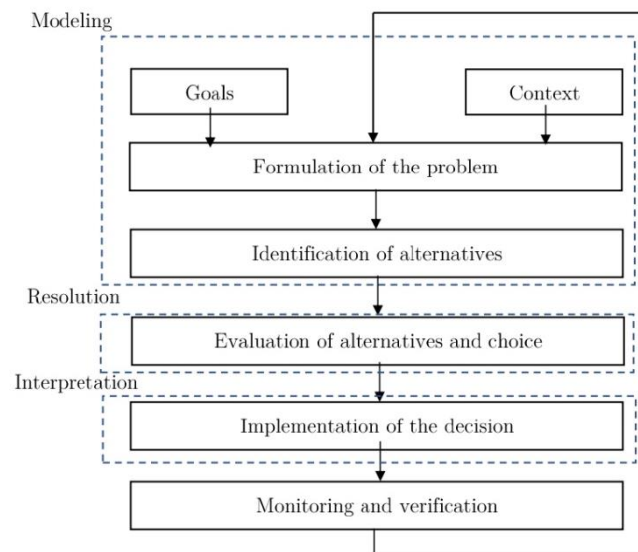 Modeling
Goals
Context
Formulation of the problem
Identification of alternatives
Resolution
Evaluation of alternatives and choice
Interpretation
Implementation of the decision
Monitoring and verification